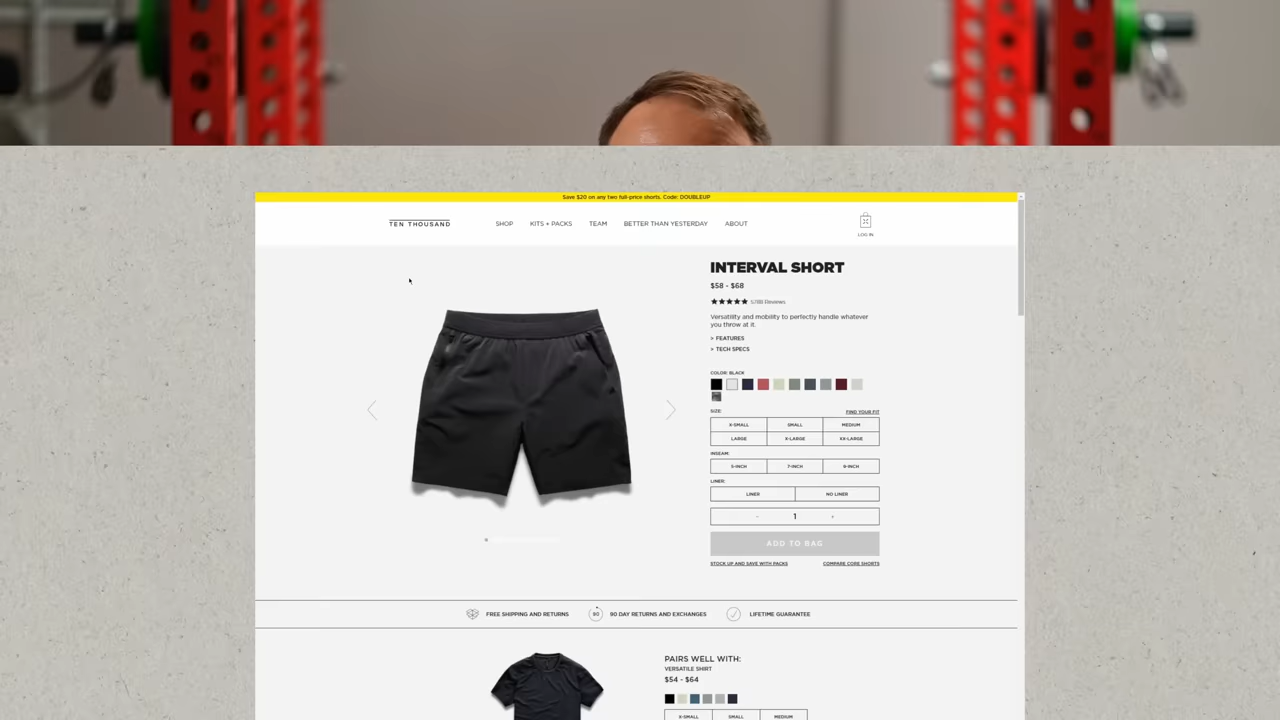 Save $20 on any two full-price shorts. Code: DOUBLEUP
TEN THOUSAND
SHOP KITS + PACKS TEAM BETTER THAN YESTERDAY ABOUT
LOG IN
INTERVAL SHORT
$58 - $68
5788 Reviews
Versatility and mobility to perfectly handle whatever
you throw at it.
> FEATURES
> TECH SPECS
COLOR: BLACK
SIZE: FIND YOUR FIT
X-SMALL SMALL MEDIUM
LARGE X-LARGE XX-LARGE
INSEAM:
5-INCH 7-INCH 9-INCH
LINER:
LINER NO LINER
- 1 +
ADD TO BAG
STOCK UP AND SAVE WITH PACKS COMPARE CORE SHORTS
FREE SHIPPING AND RETURNS 90 90 DAY RETURNS AND EXCHANGES LIFETIME GUARANTEE
PAIRS WELL WITH:
VERSATILE SHIRT
$54 - $64
X-SMALL SMALL MEDIUM